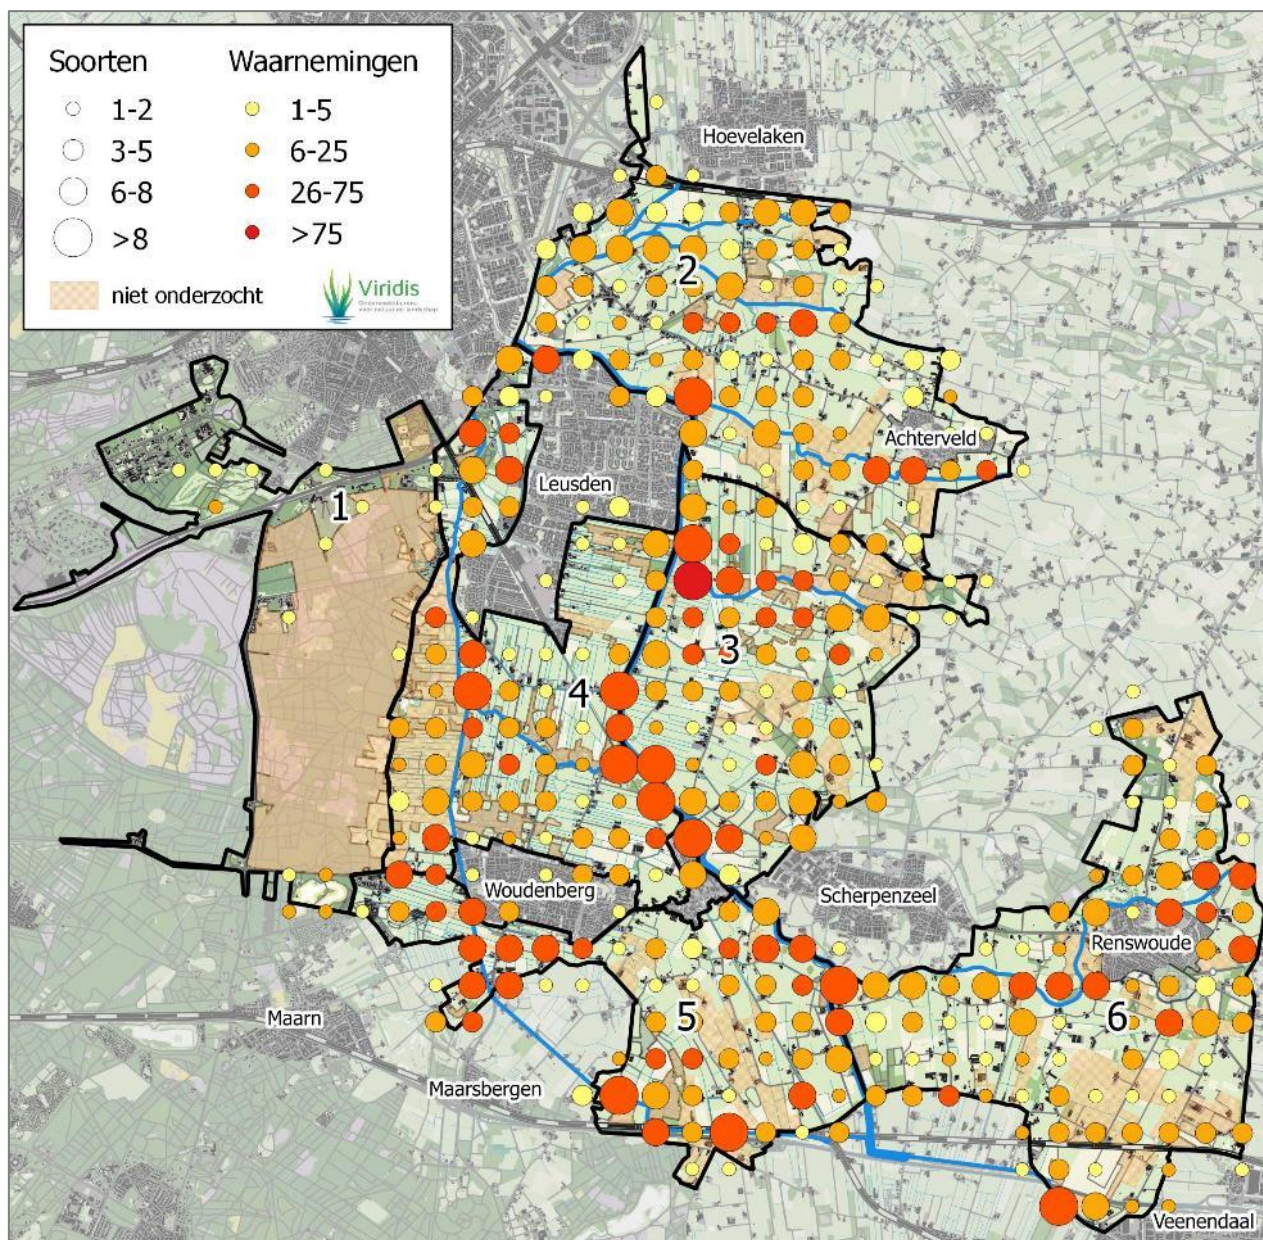 Soorten Waarnemingen
1-2 1-5
3-5 6-25
6-8 26-75
>8 >75
niet onderzocht
Viridis
Hoevelaken
2
Achterveld
Leusden
1
3
4
Woudenberg
Scherpenzeel
Renswoude
Maarn
5
6
Maarsbergen
Veenendaal